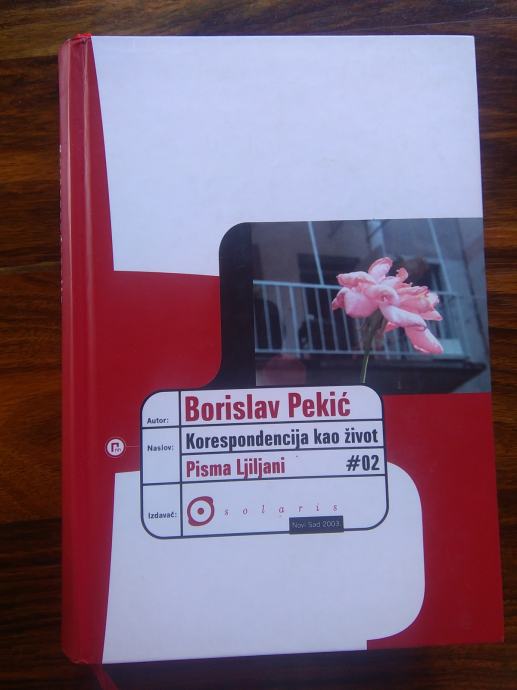 Autor: Borislav Pekić
Naslov: Korespondencija kao život
Pisma Ljiljani #02
Izdavač: solaris
Novi Sad 2003.